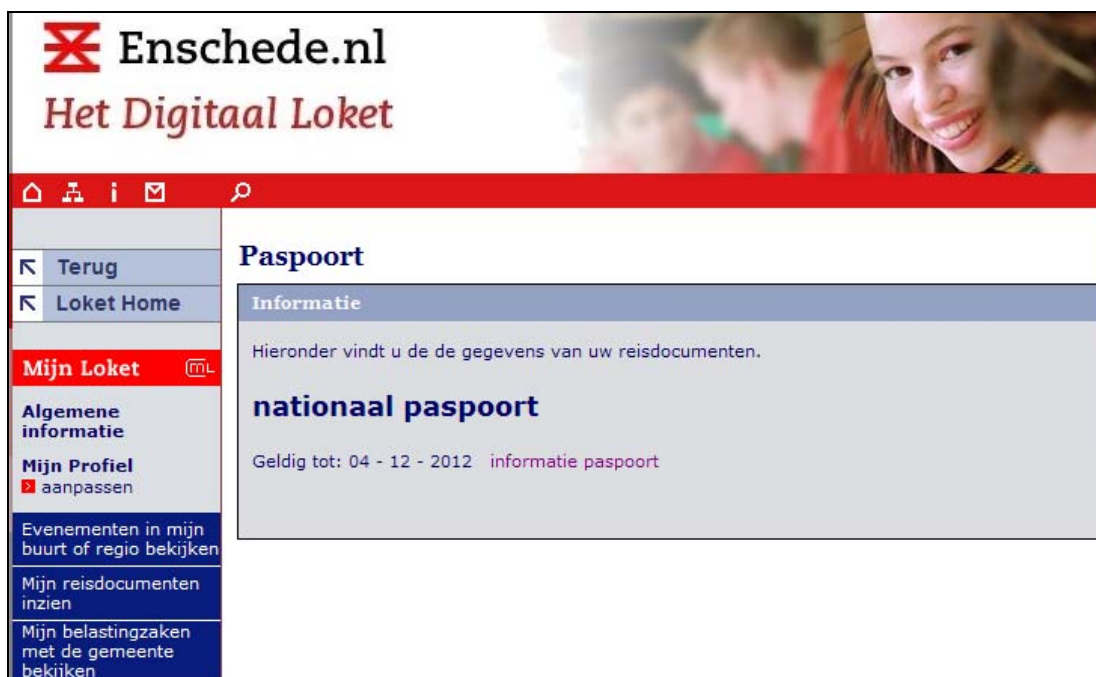 Enschede.nl
Het Digitaal Loket
Terug
Loket Home
Mijn Loket
mL
Algemene
informatie
Mijn Profiel
aanpassen
Evenementen in mijn
buurt of regio bekijken
Mijn reisdocumenten
inzien
Mijn belastingzaken
met de gemeente
bekijken
Paspoort
Informatie
Hieronder vindt u de de gegevens van uw reisdocumenten.
nationaal paspoort
Geldig tot: 04 - 12 - 2012 informatie paspoort